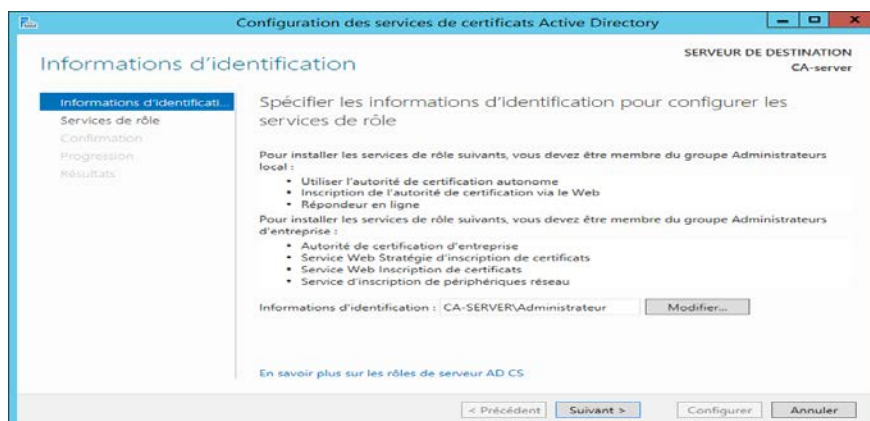 Configuration des services de certificats Active Directory
Informations d'identification
SERVEUR DE DESTINATION
CA-server
Informations d'identificati...
Services de rôle
Confirmation
Progression
Résultats
Spécifier les informations d'identification pour configurer les
services de rôle
Pour installer les services de rôle suivants, vous devez être membre du groupe Administrateurs
local :
• Utiliser l'autorité de certification autonome
• Inscription de l'autorité de certification via le Web
• Répondeur en ligne
Pour installer les services de rôle suivants, vous devez être membre du groupe Administrateurs
d'entreprise :
• Autorité de certification d'entreprise
• Service Web Stratégie d'inscription de certificats
• Service Web Inscription de certificats
• Service d'inscription de périphériques réseau
Informations d'identification : CA-SERVER\Administrateur Modifier...
En savoir plus sur les rôles de serveur AD CS
< Précédent Suivant > Configurer Annuler